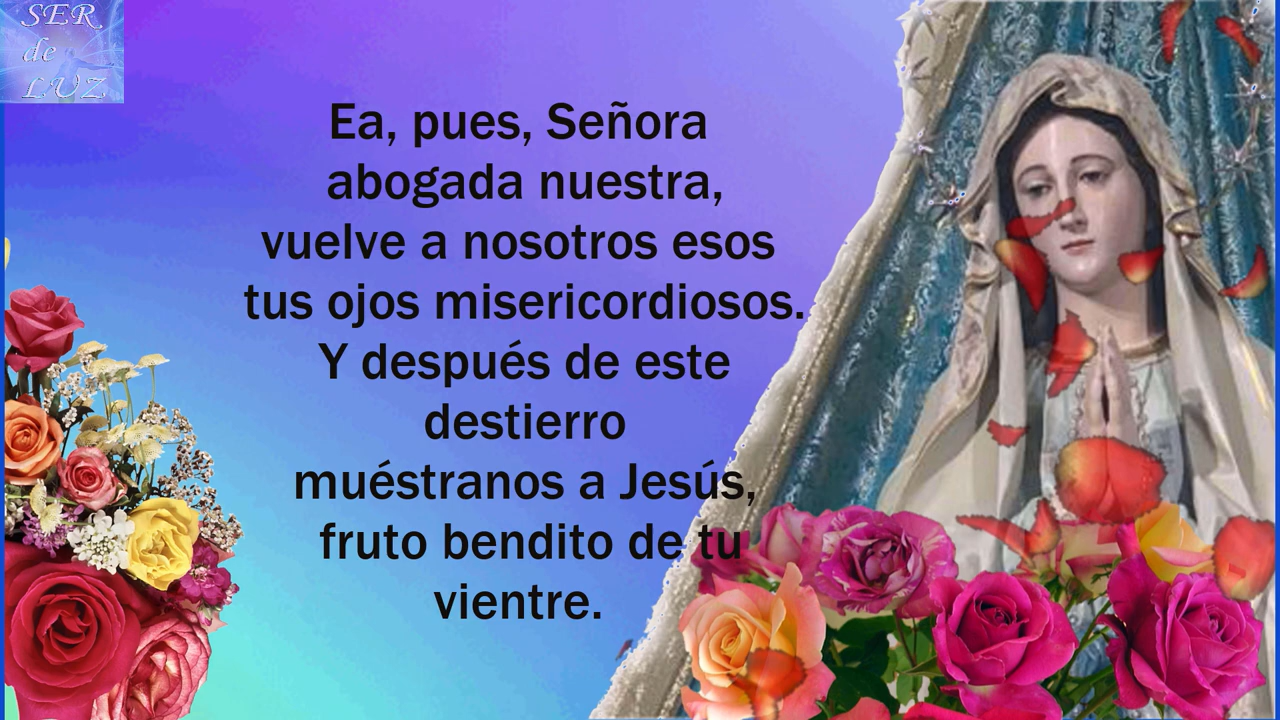 SER
de
LUZ
Ea, pues, Señora
abogada nuestra,
vuelve a nosotros esos
tus ojos misericordiosos.
Y después de este
destierro
muéstranos a Jesús,
fruto bendito de tu
vientre.